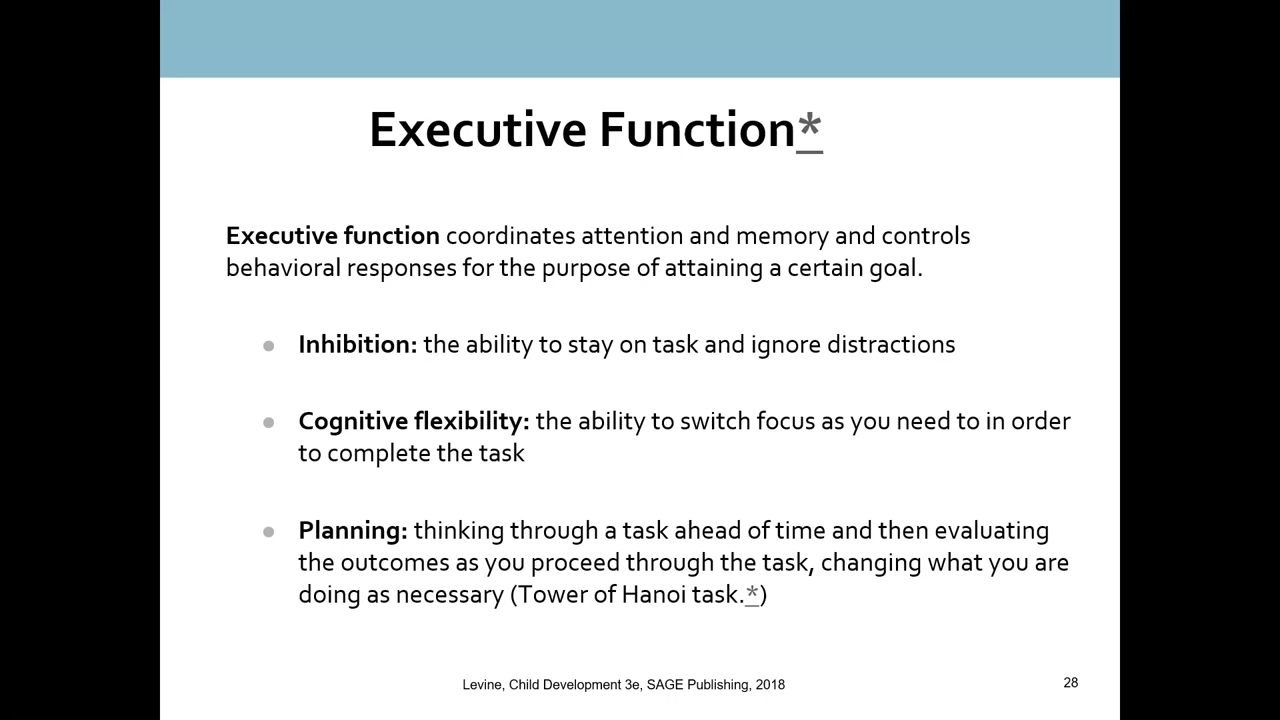 Executive Function*
Executive function coordinates attention and memory and controls
behavioral responses for the purpose of attaining a certain goal.
● Inhibition: the ability to stay on task and ignore distractions
● Cognitive flexibility: the ability to switch focus as you need to in order
to complete the task
● Planning: thinking through a task ahead of time and then evaluating
the outcomes as you proceed through the task, changing what you are
doing as necessary (Tower of Hanoi task.*)
Levine, Child Development 3e, SAGE Publishing, 2018
28